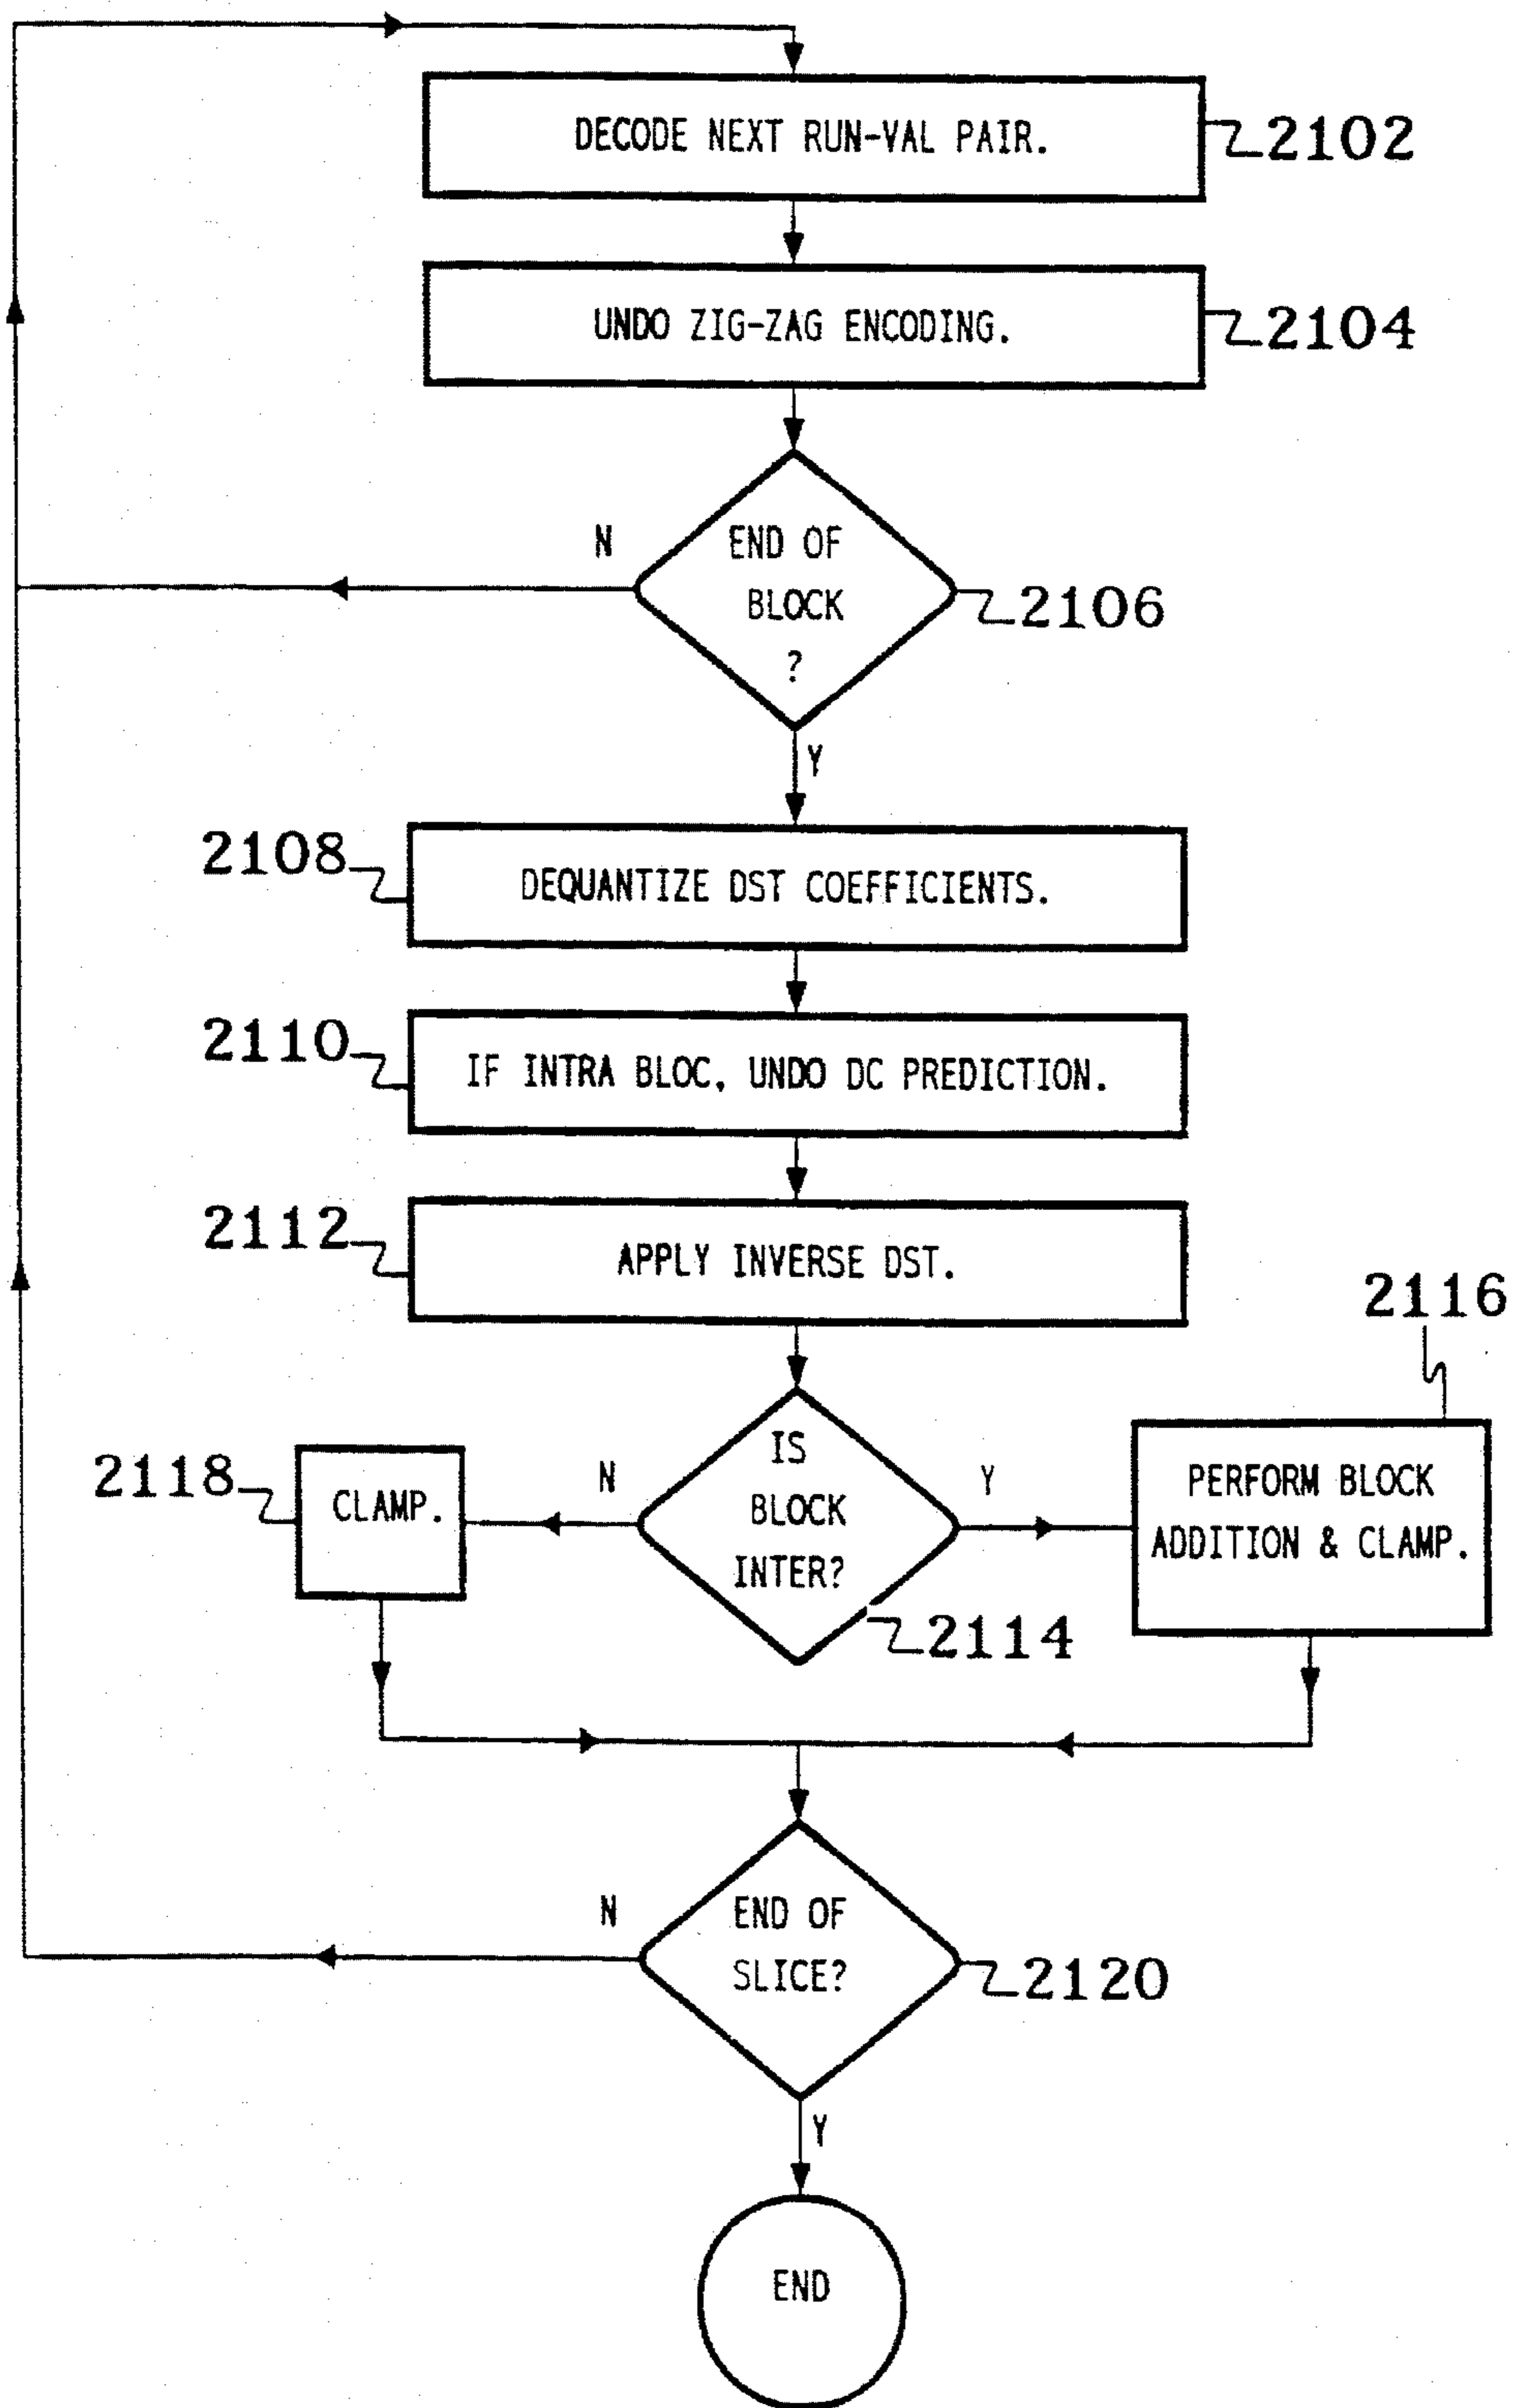 DECODE NEXT RUN-VAL PAIR.
2102
UNDO ZIG-ZAG ENCODING.
2104
N
END OF
BLOCK
?
2106
Y
2108
DEQUANTIZE DST COEFFICIENTS.
2110
IF INTRA BLOC, UNDO DC PREDICTION.
2112
APPLY INVERSE DST.
2116
2118
CLAMP.
N
IS
BLOCK
INTER?
Y
PERFORM BLOCK
ADDITION & CLAMP.
2114
N
END OF
SLICE?
2120
Y
END